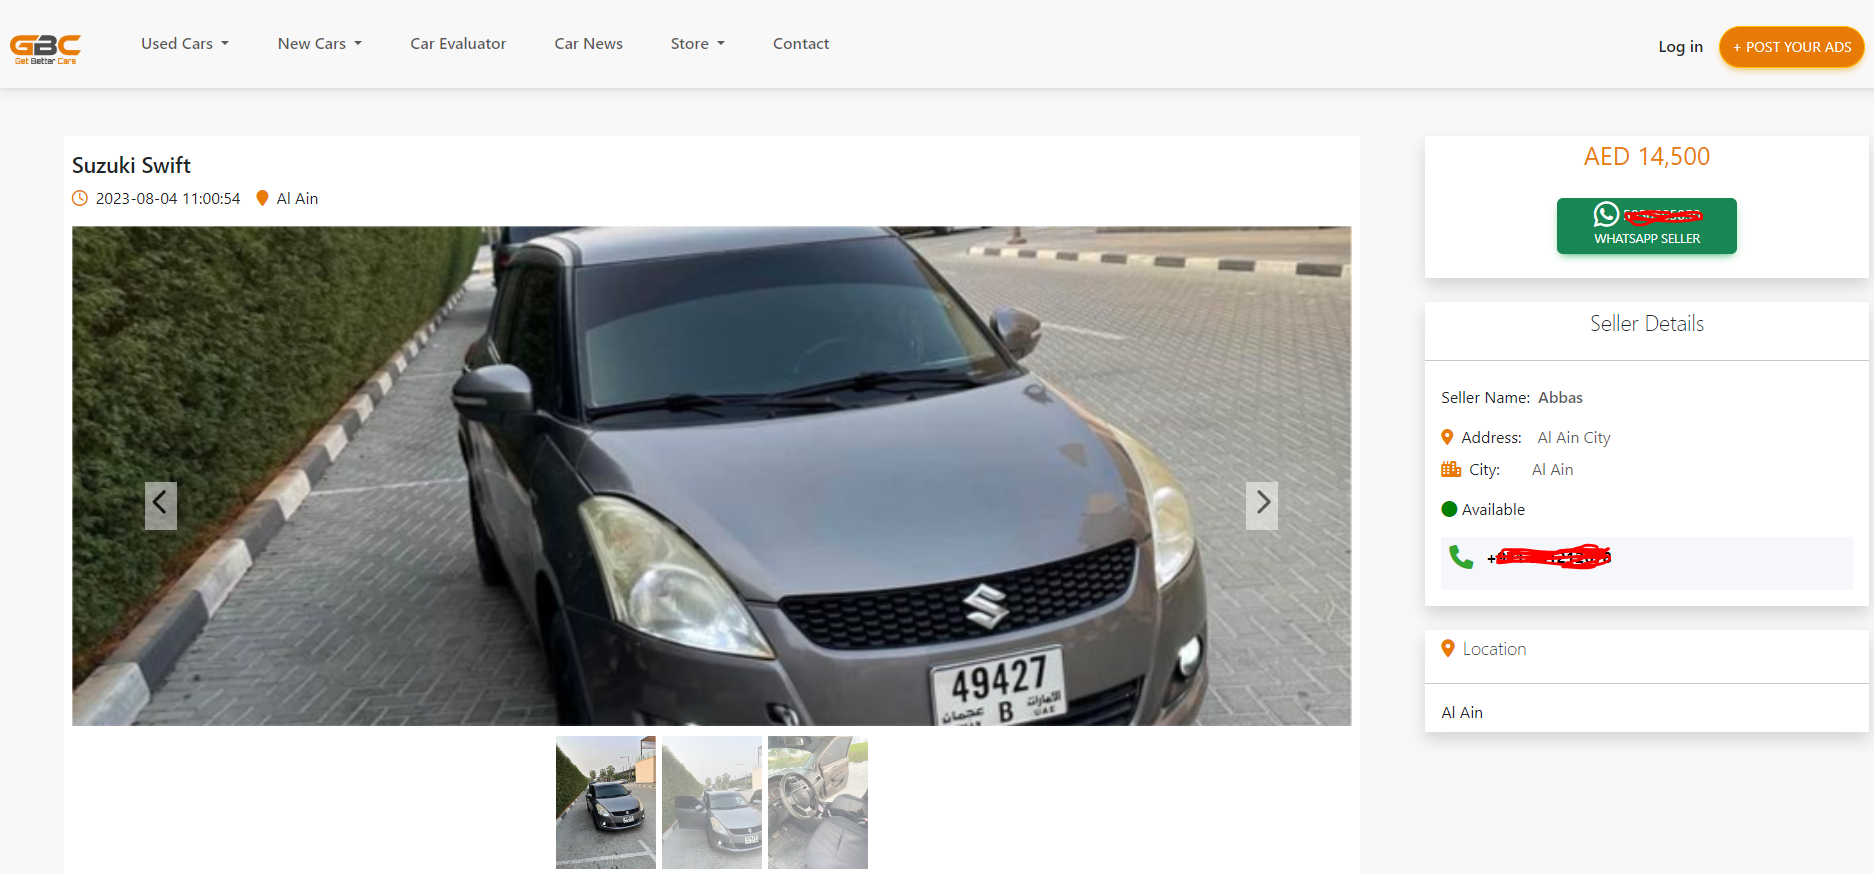 GBC
Get Better Cars
Used Cars
New Cars
Car Evaluator
Car News
Store
Contact
Log in
+ POST YOUR ADS
Suzuki Swift
2023-08-04 11:00:54
Al Ain
49427
عجمان B الامارات
UAE
AED 14,500
WHATSAPP SELLER
Seller Details
Seller Name: Abbas
Address: Al Ain City
City: Al Ain
Available
Location
Al Ain